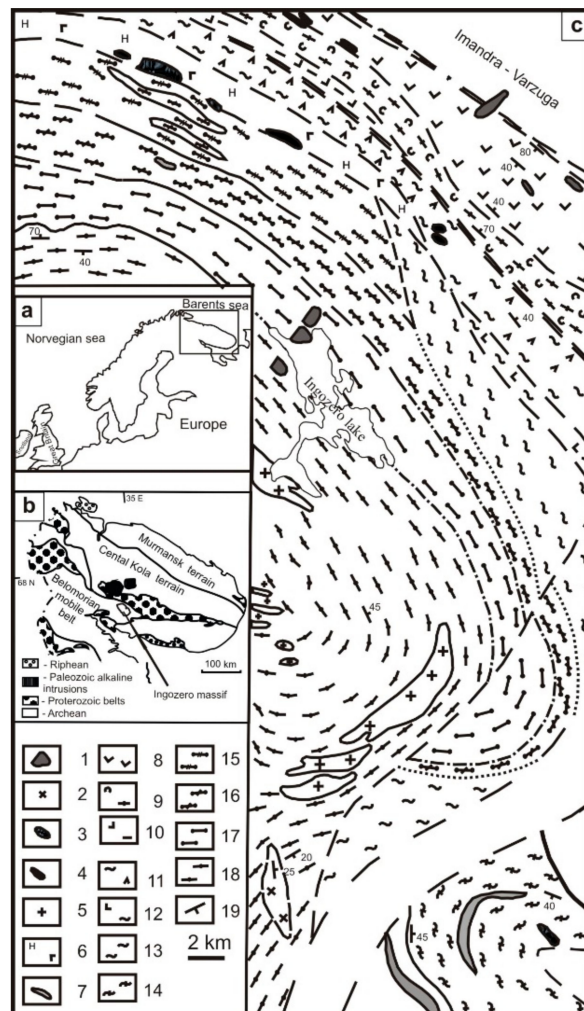 H
г
c
Imandra - Varzuga
H
г
H
г
80
40
H
40
70
70
40
40
a
Barents sea
Norwegian sea
Europe
Great Britain
Ingozero lake
b
35 E
Murmansk terrain
Cental Kola terrain
68 N
Belomorian
mobile
belt
45
- Riphean
- Paleozoic alkaline
intrusions
- Proterozoic belts
- Archean
100 km
Ingozero massif
1 8 15
2 9 16
3 10 17
4 11 18
5 12 19
H
г
6 13
7 14
2 km
20
25
40
45